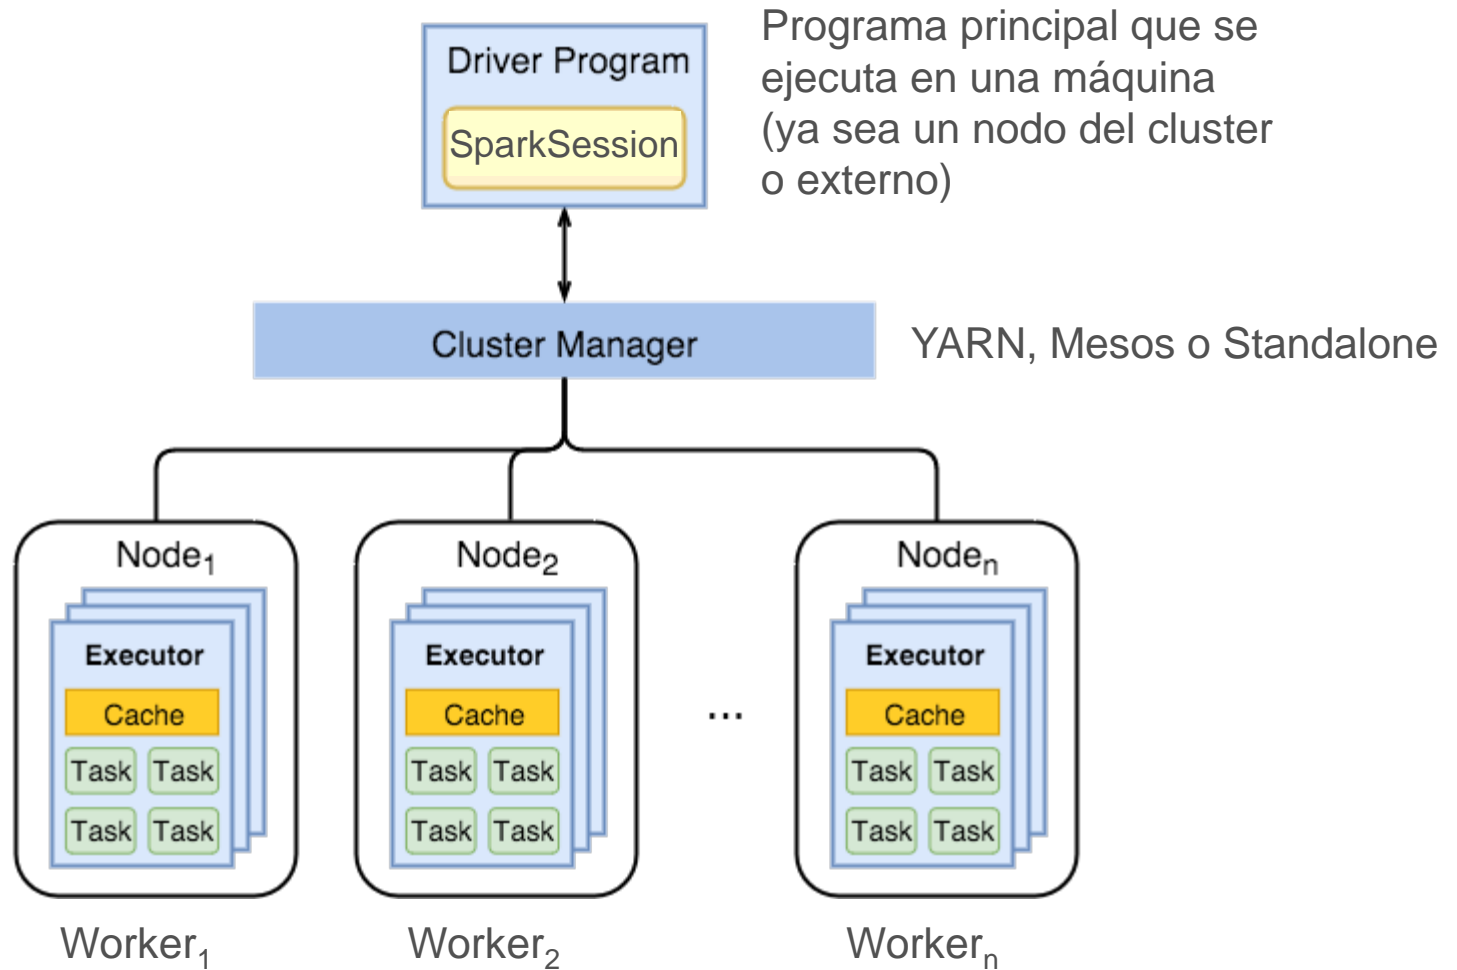 Driver Program
SparkSession
Programa principal que se
ejecuta en una máquina
(ya sea un nodo del cluster
o externo)
Cluster Manager
YARN, Mesos o Standalone
Node₁
Executor
Cache
Task Task
Task Task
Worker₁
Node₂
Executor
Cache
Task Task
Task Task
Worker₂
...
Nodeₙ
Executor
Cache
Task Task
Task Task
Workerₙ